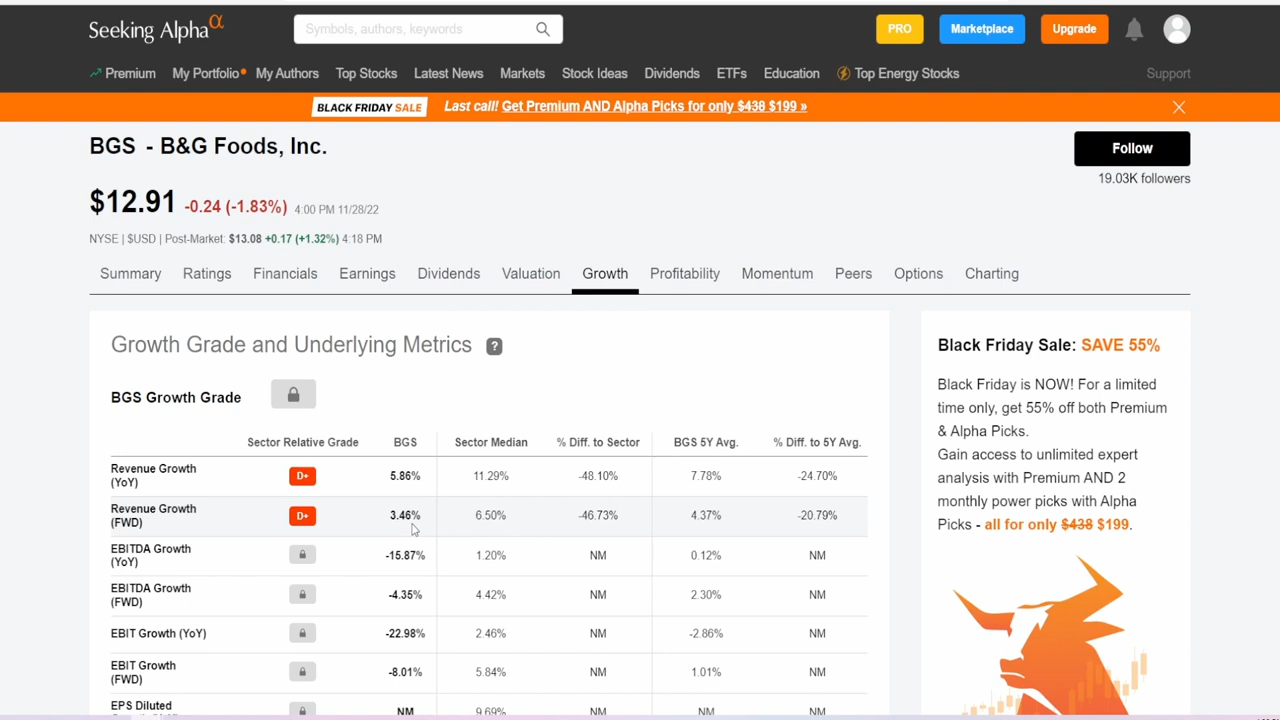 Seeking Alpha α
Symbols, authors, keywords
PRO
Marketplace
Upgrade
Premium My Portfolio My Authors Top Stocks Latest News Markets Stock Ideas Dividends ETFs Education Top Energy Stocks Support
BLACK FRIDAY SALE Last call! Get Premium AND Alpha Picks for only $438 $199 »
BGS - B&G Foods, Inc.
Follow
19.03K followers
$12.91 -0.24 (-1.83%) 4:00 PM 11/28/22
NYSE | $USD | Post-Market: $13.08 +0.17 (+1.32%) 4:18 PM
Summary Ratings Financials Earnings Dividends Valuation Growth Profitability Momentum Peers Options Charting
Growth Grade and Underlying Metrics ?
BGS Growth Grade
Sector Relative Grade BGS Sector Median % Diff. to Sector BGS 5Y Avg. % Diff. to 5Y Avg.
Revenue Growth
(YoY) D+ 5.86% 11.29% -48.10% 7.78% -24.70%
Revenue Growth
(FWD) D+ 3.46% 6.50% -46.73% 4.37% -20.79%
EBITDA Growth
(YoY) -15.87% 1.20% NM 0.12% NM
EBITDA Growth
(FWD) -4.35% 4.42% NM 2.30% NM
EBIT Growth (YoY) -22.98% 2.46% NM -2.86% NM
EBIT Growth
(FWD) -8.01% 5.84% NM 1.01% NM
EPS Diluted NM 9.69% NM NM NM
Black Friday Sale: SAVE 55%
Black Friday is NOW! For a limited
time only, get 55% off both Premium
& Alpha Picks.
Gain access to unlimited expert
analysis with Premium AND 2
monthly power picks with Alpha
Picks - all for only $438 $199.